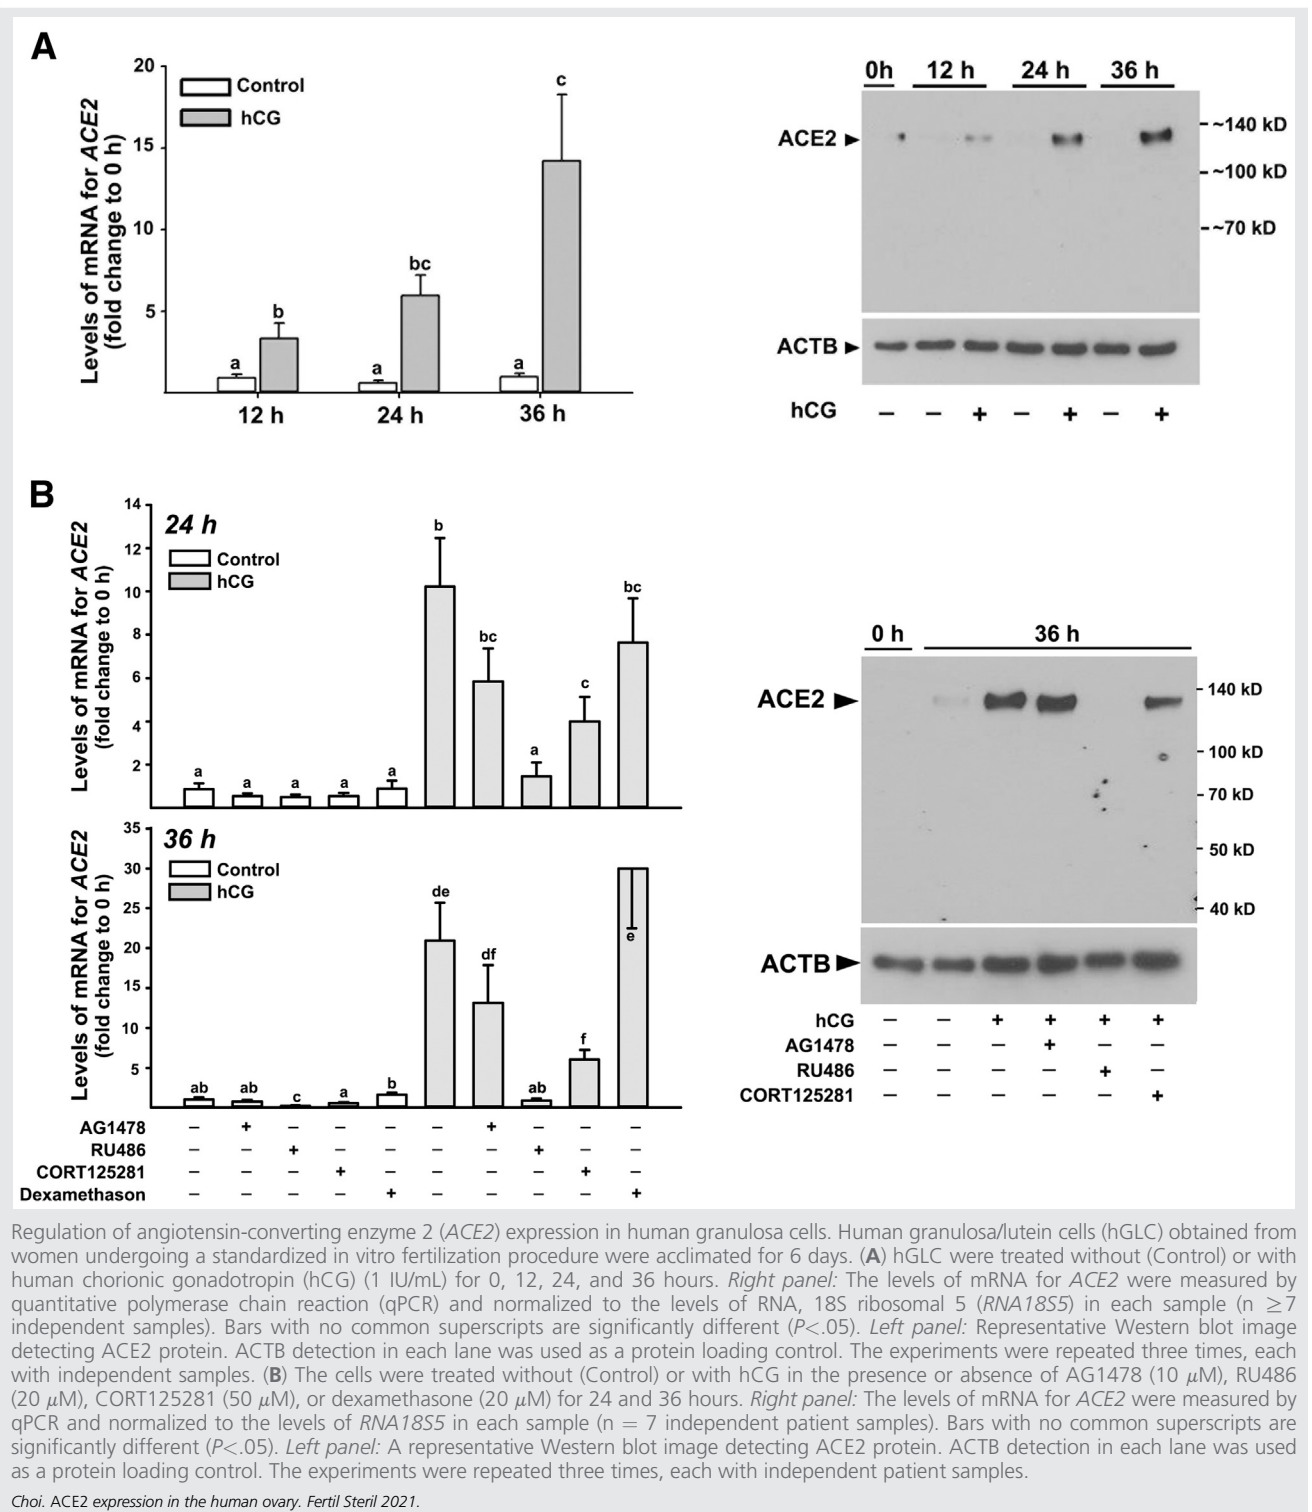 A
20
15
10
5
Levels of mRNA for ACE2
(fold change to 0 h)
Control
hCG
a
b
a
bc
a
c
12 h
24 h
36 h
0h 12 h 24 h 36 h
ACE2
~140 kD
~100 kD
~70 kD
ACTB
hCG − − + − + − +
B
14
12
10
8
6
4
2
Levels of mRNA for ACE2
(fold change to 0 h)
24 h
Control
hCG
a a a a a b bc a c bc
35
30
25
20
15
10
5
Levels of mRNA for ACE2
(fold change to 0 h)
36 h
Control
hCG
ab ab c a b de df ab f e
AG1478 − + − − − − + − − −
RU486 − − + − − − − + − −
CORT125281 − − − + − − − − + −
Dexamethason − − − − + − − − − +
0 h 36 h
ACE2
140 kD
100 kD
70 kD
50 kD
40 kD
ACTB
hCG − − + + + +
AG1478 − − − + − −
RU486 − − − − + −
CORT125281 − − − − − +
Regulation of angiotensin-converting enzyme 2 (ACE2) expression in human granulosa cells. Human granulosa/lutein cells (hGLC) obtained from
women undergoing a standardized in vitro fertilization procedure were acclimated for 6 days. (A) hGLC were treated without (Control) or with
human chorionic gonadotropin (hCG) (1 IU/mL) for 0, 12, 24, and 36 hours. Right panel: The levels of mRNA for ACE2 were measured by
quantitative polymerase chain reaction (qPCR) and normalized to the levels of RNA, 18S ribosomal 5 (RNA18S5) in each sample (n ≥7
independent samples). Bars with no common superscripts are significantly different (P<.05). Left panel: Representative Western blot image
detecting ACE2 protein. ACTB detection in each lane was used as a protein loading control. The experiments were repeated three times, each
with independent samples. (B) The cells were treated without (Control) or with hCG in the presence or absence of AG1478 (10 μM), RU486
(20 μM), CORT125281 (50 μM), or dexamethasone (20 μM) for 24 and 36 hours. Right panel: The levels of mRNA for ACE2 were measured by
qPCR and normalized to the levels of RNA18S5 in each sample (n = 7 independent patient samples). Bars with no common superscripts are
significantly different (P<.05). Left panel: A representative Western blot image detecting ACE2 protein. ACTB detection in each lane was used
as a protein loading control. The experiments were repeated three times, each with independent patient samples.
Choi. ACE2 expression in the human ovary. Fertil Steril 2021.